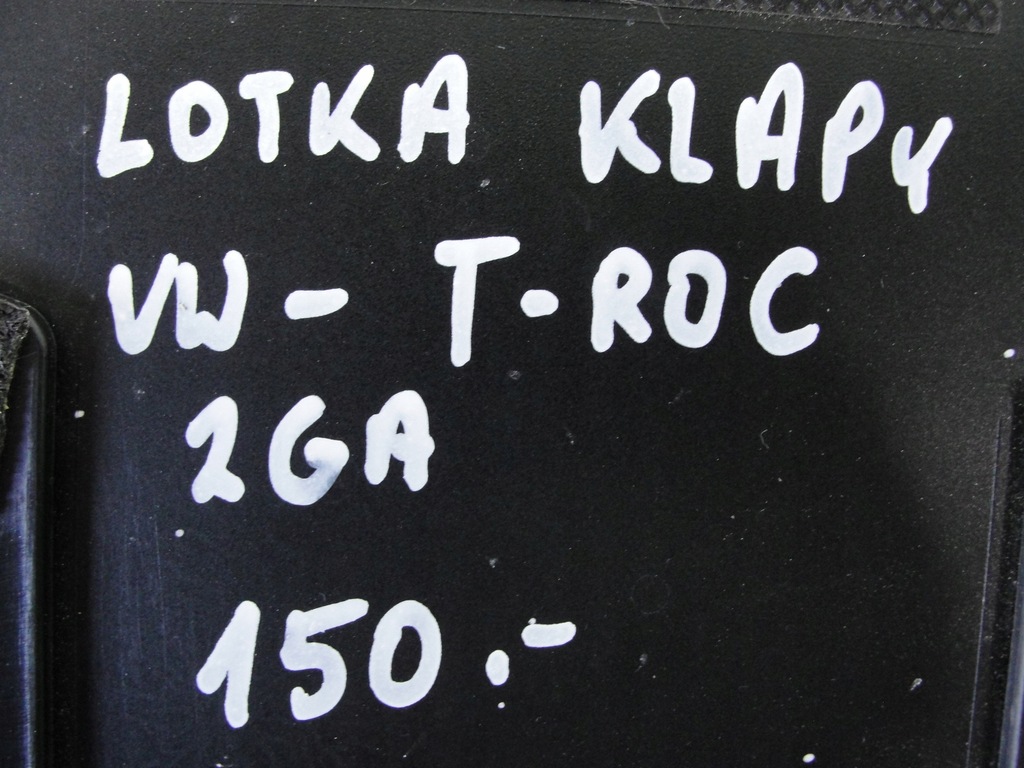 LOTKA KLAPY
VW - T-ROC
2GA
150.-